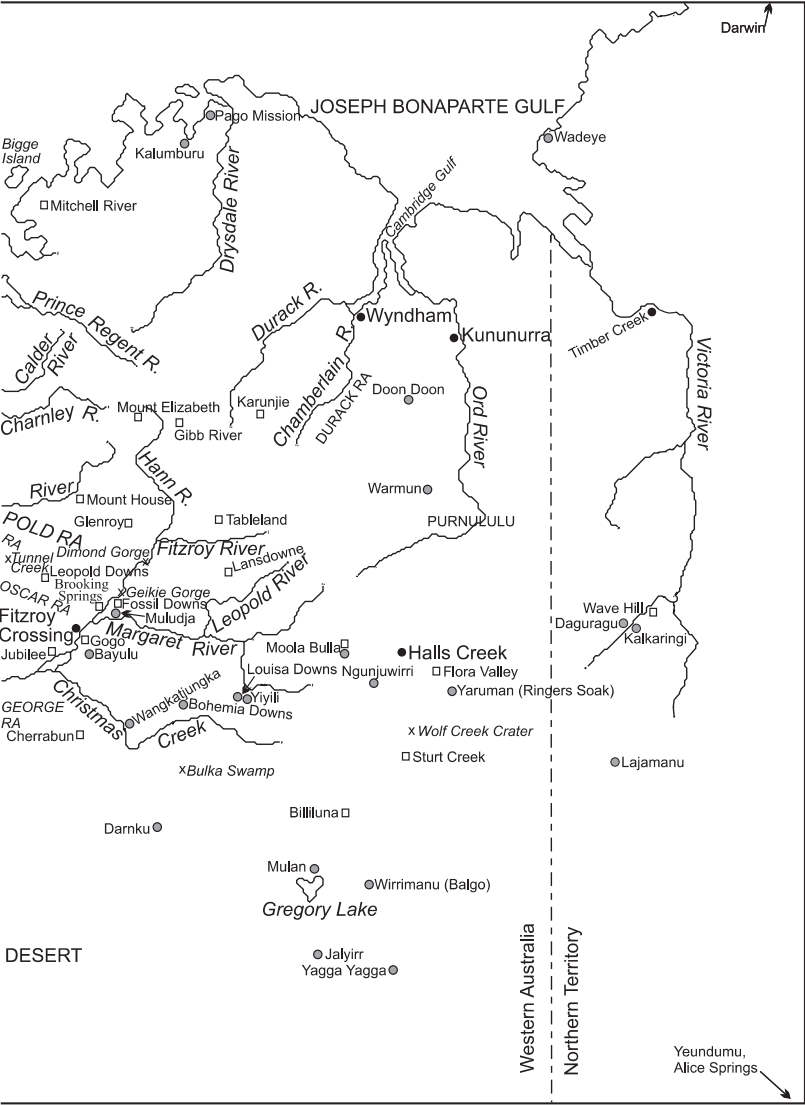 Darwin
JOSEPH BONAPARTE GULF
Pago Mission
Wadeye
Bigge
Island
Kalumburu
Cambridge Gulf
Drysdale River
Mitchell River
Prince Regent R.
Durack R.
Wyndham
Kununurra
Timber Creek
Calder
River
Chamberlain R.
DURACK RA
Victoria River
Doon Doon
Ord River
Charnley R.
Mount Elizabeth
Gibb River
Karunjie
Hann R.
Warmun
River
Mount House
Glenroy
Tableland
PURNULULU
POLD RA
RA
Tunnel
Creek
Dimond Gorge
Fitzroy River
Lansdowne
Leopold Downs
Brooking
Springs
OSCAR RA
Geikie Gorge
Leopold River
Fossil Downs
Muludja
Wave Hill
Daguragu
Kalkaringi
Fitzroy
Crossing
Margaret River
Gogo
Jubilee
Bayulu
Moola Bulla
Halls Creek
Louisa Downs
Ngunjuwirri
Flora Valley
Yiyili
Yaruman (Ringers Soak)
Christmas Creek
Wangkatjungka
Bohemia Downs
GEORGE
RA
Cherrabun
Wolf Creek Crater
Sturt Creek
Lajamanu
x Bulka Swamp
Billiluna
Darnku
Mulan
Wirrimanu (Balgo)
Gregory Lake
DESERT
Jalyirr
Yagga Yagga
Western Australia
Northern Territory
Yeundumu,
Alice Springs